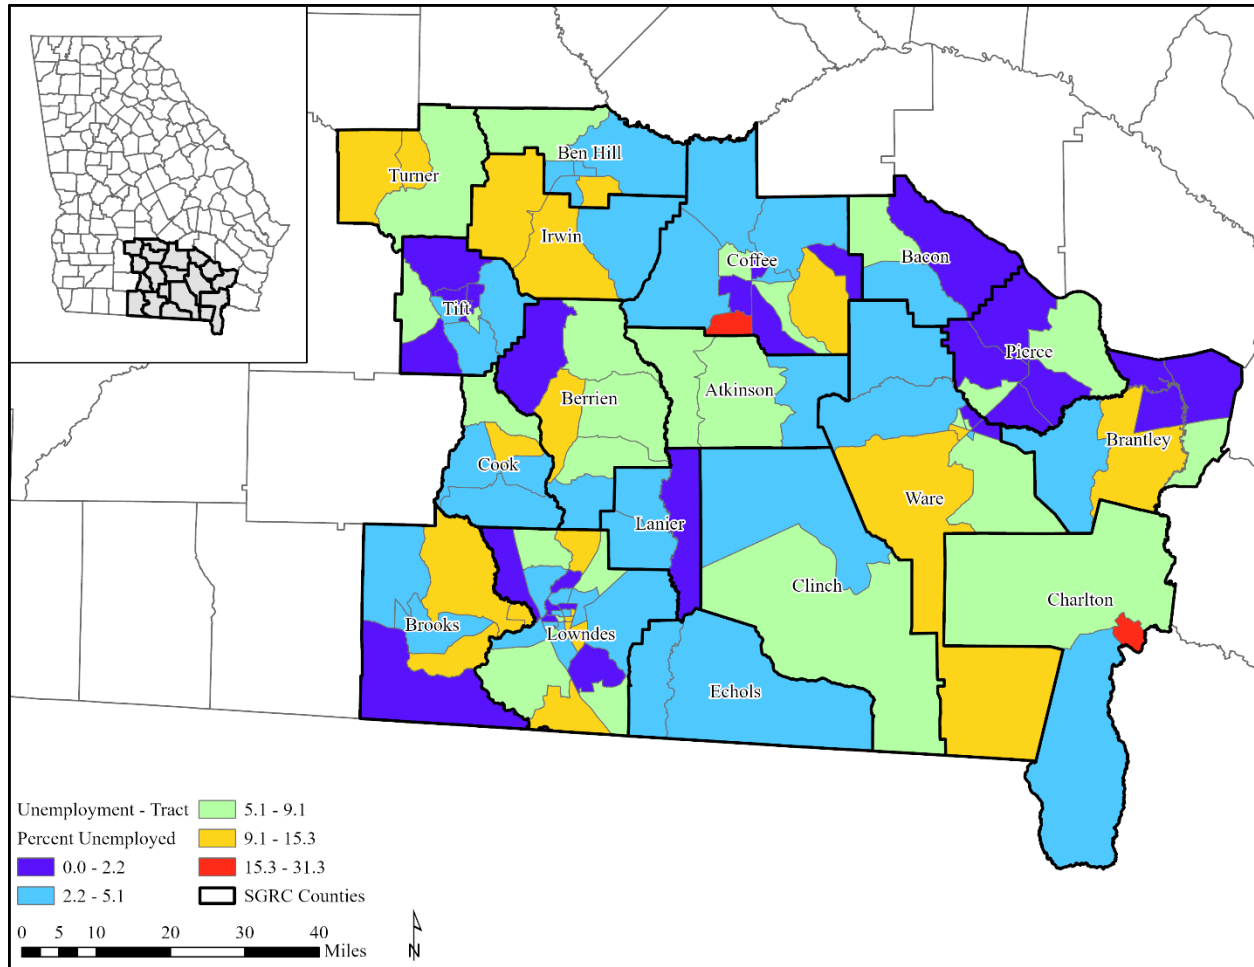 Ben Hill
Turner
Irwin
Coffee
Bacon
Tift
Pierce
Berrien
Atkinson
Brantley
Cook
Ware
Lanier
Clinch
Charlton
Brooks
Lowndes
Echols
Unemployment - Tract
Percent Unemployed
0.0 - 2.2
2.2 - 5.1
5.1 - 9.1
9.1 - 15.3
15.3 - 31.3
SGRC Counties
0 5 10 20 30 40
Miles
N